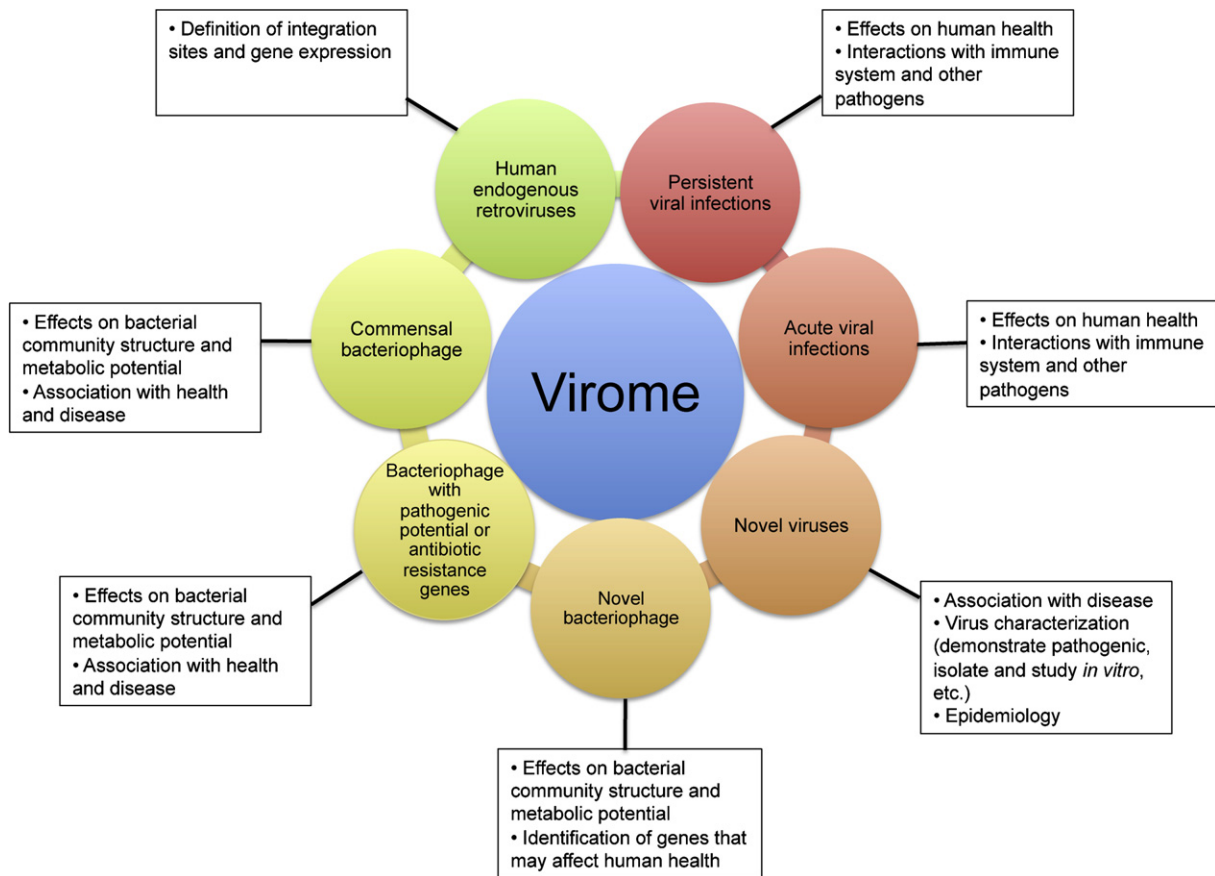 • Definition of integration
sites and gene expression
• Effects on human health
• Interactions with immune
system and other
pathogens
Human
endogenous
retroviruses
Persistent
viral infections
Commensal
bacteriophage
Acute viral
infections
• Effects on bacterial
community structure and
metabolic potential
• Association with health
and disease
• Effects on human health
• Interactions with immune
system and other
pathogens
Virome
Bacteriophage
with
pathogenic
potential or
antibiotic
resistance
genes
Novel viruses
Novel
bacteriophage
• Effects on bacterial
community structure and
metabolic potential
• Association with health
and disease
• Association with disease
• Virus characterization
(demonstrate pathogenic,
isolate and study in vitro,
etc.)
• Epidemiology
• Effects on bacterial
community structure and
metabolic potential
• Identification of genes that
may affect human health